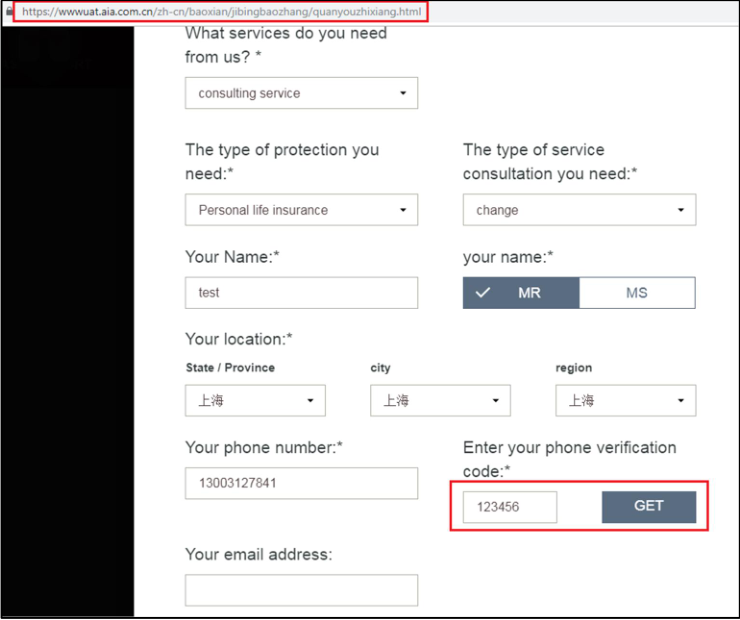 https://wwwuat.aia.com.cn/zh-cn/baoxian/jibingbaozhang/quanyouzhixiang.html
What services do you need
from us? *
consulting service
The type of protection you
need:*
The type of service
consultation you need:*
Personal life insurance
change
Your Name:*
your name:*
test
MR
MS
Your location:*
State / Province
city
region
上海
上海
上海
Your phone number:*
Enter your phone verification
code:*
13003127841
123456
GET
Your email address: